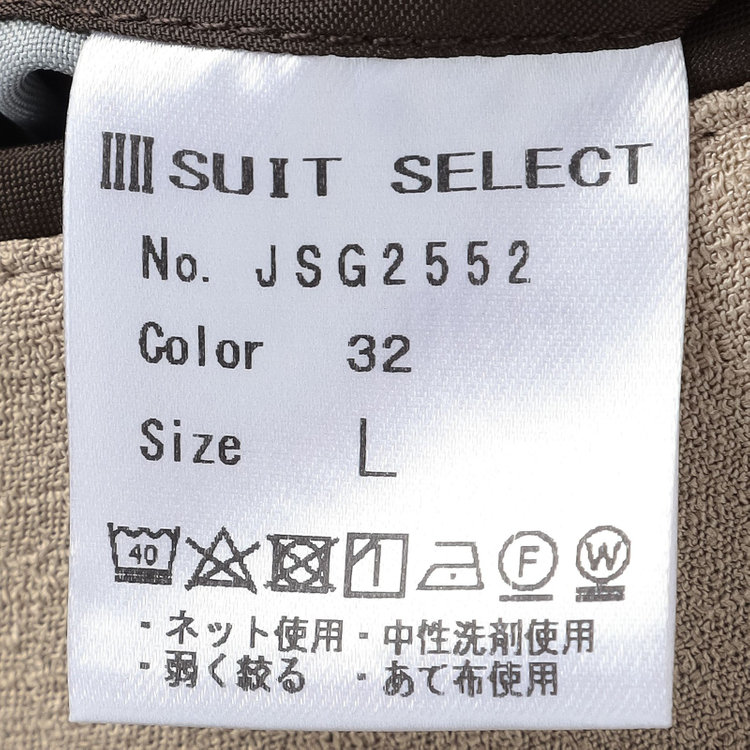 SUIT SELECT
No. JSG2552
Color 32
Size L
40 F W
・ネット使用・中性洗剤使用
・弱く絞る ・あて布使用